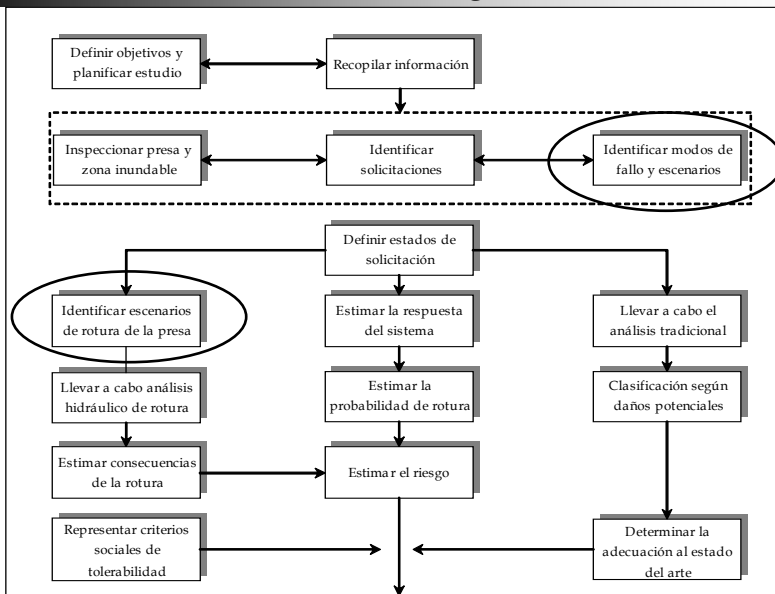 Definir objetivos y
planificar estudio
Recopilar información
Inspeccionar presa y
zona inundable
Identificar
solicitaciones
Identificar modos de
fallo y escenarios
Definir estados de
solicitación
Identificar escenarios
de rotura de la presa
Estimar la respuesta
del sistema
Llevar a cabo el
análisis tradicional
Llevar a cabo análisis
hidráulico de rotura
Estimar la
probabilidad de rotura
Clasificación según
daños potenciales
Estimar consecuencias
de la rotura
Estimar el riesgo
Representar criterios
sociales de
tolerabilidad
Determinar la
adecuación al estado
del arte